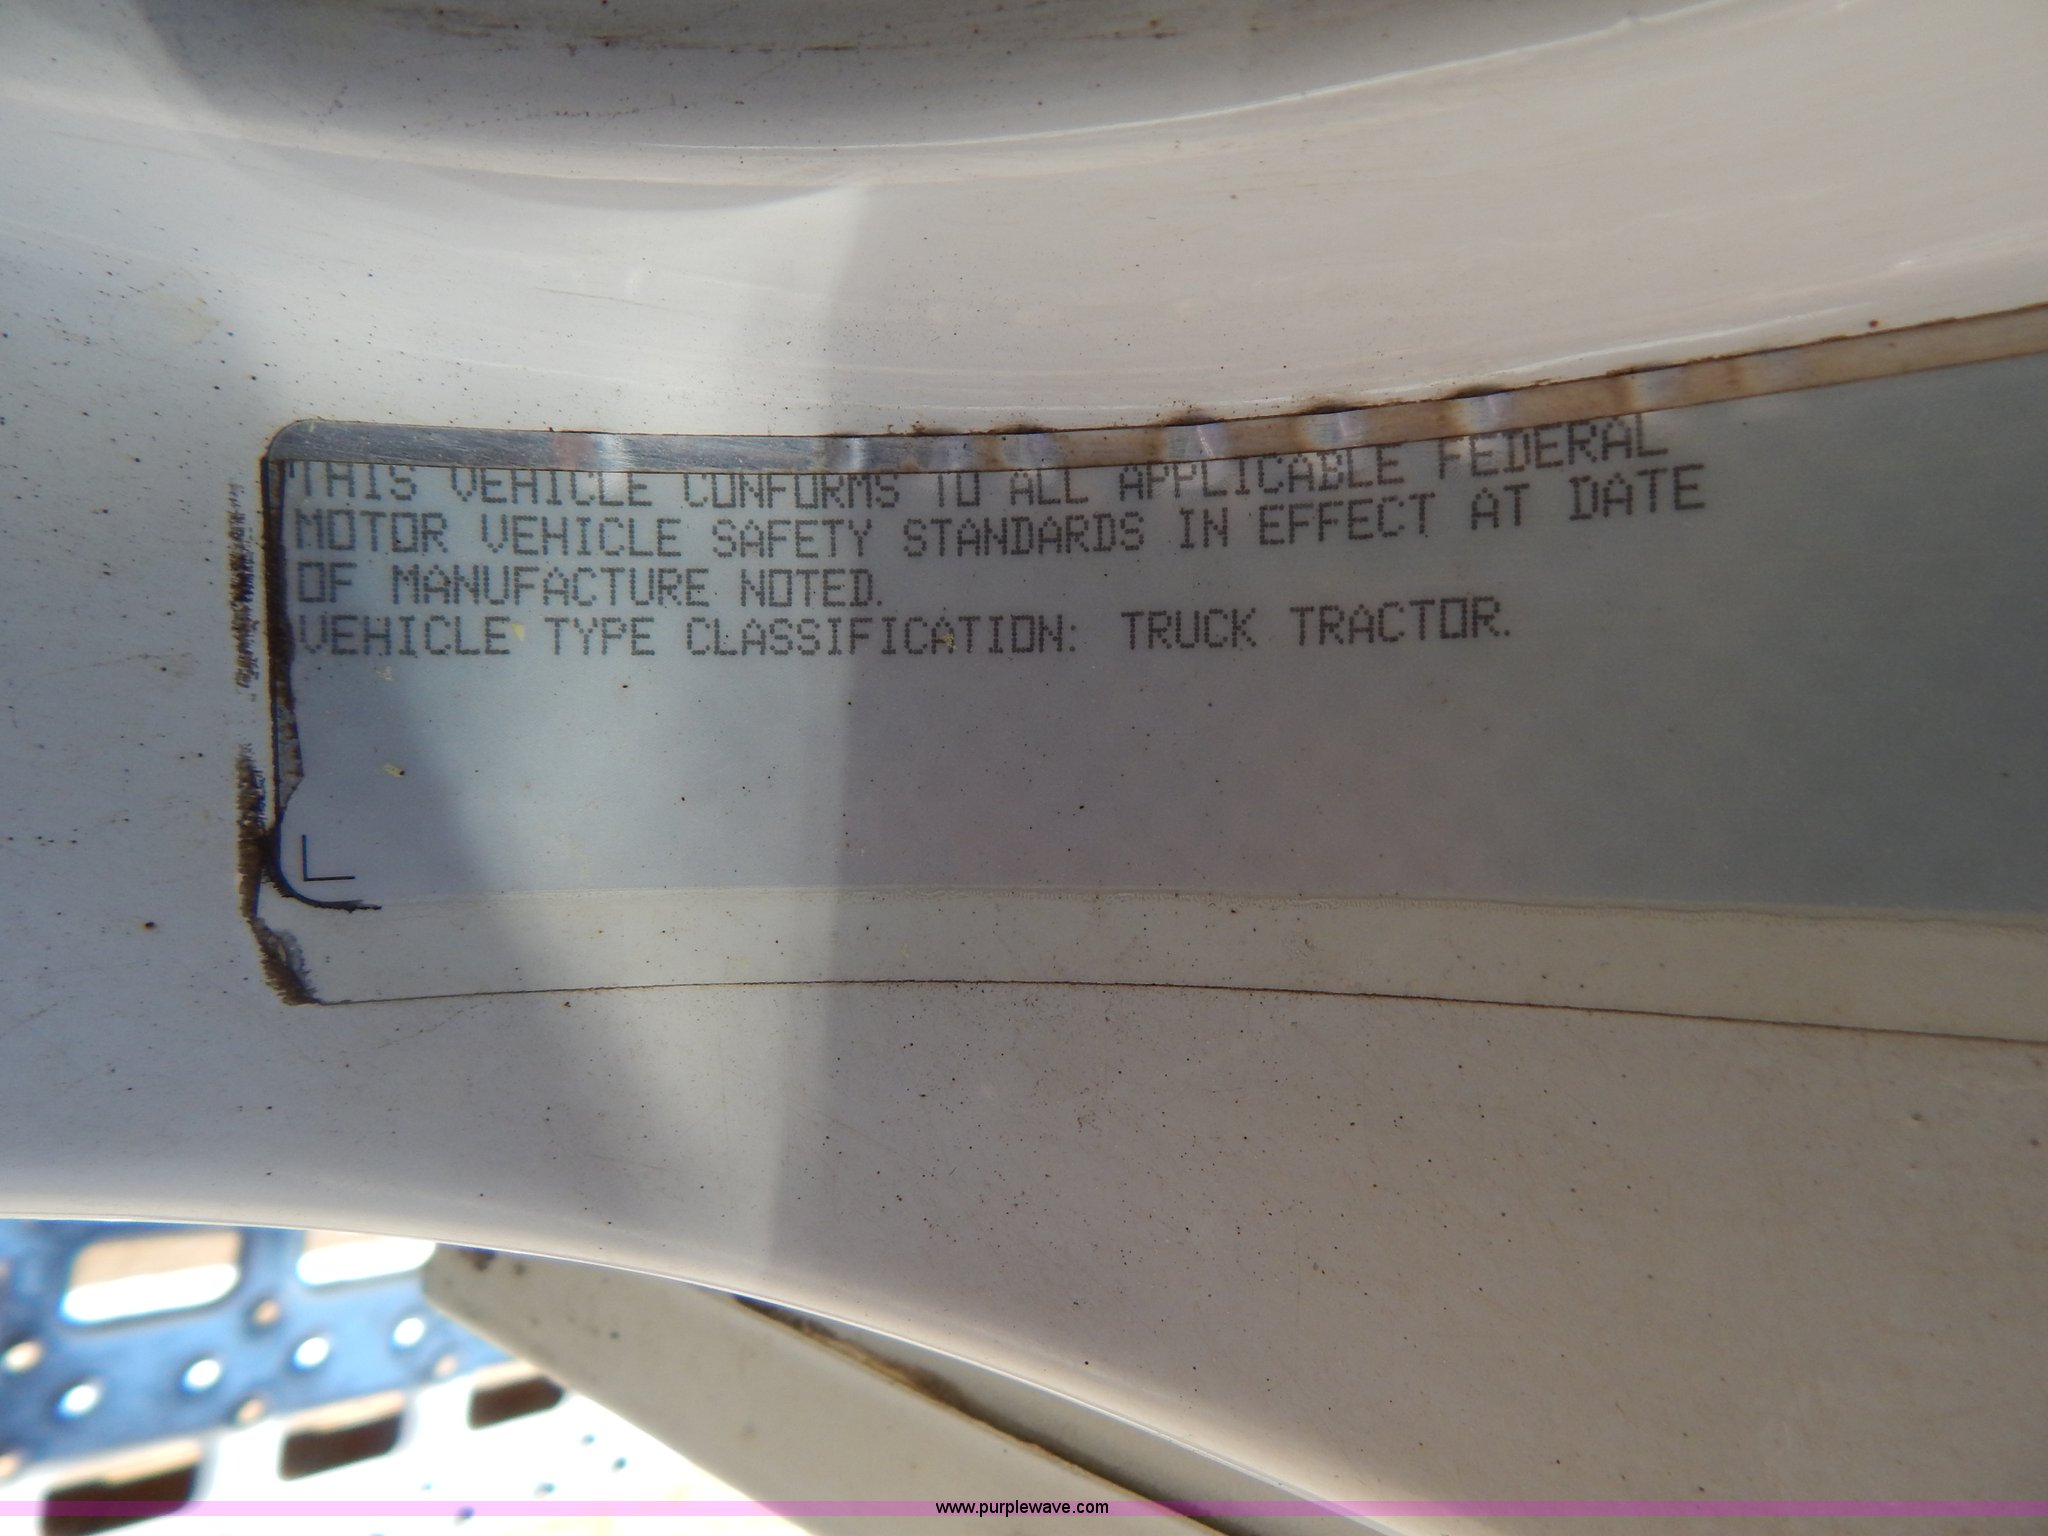 THIS VEHICLE CONFORMS TO ALL APPLICABLE FEDERAL
MOTOR VEHICLE SAFETY STANDARDS IN EFFECT AT DATE
OF MANUFACTURE NOTED.
VEHICLE TYPE CLASSIFICATION: TRUCK TRACTOR.
www.purplewave.com